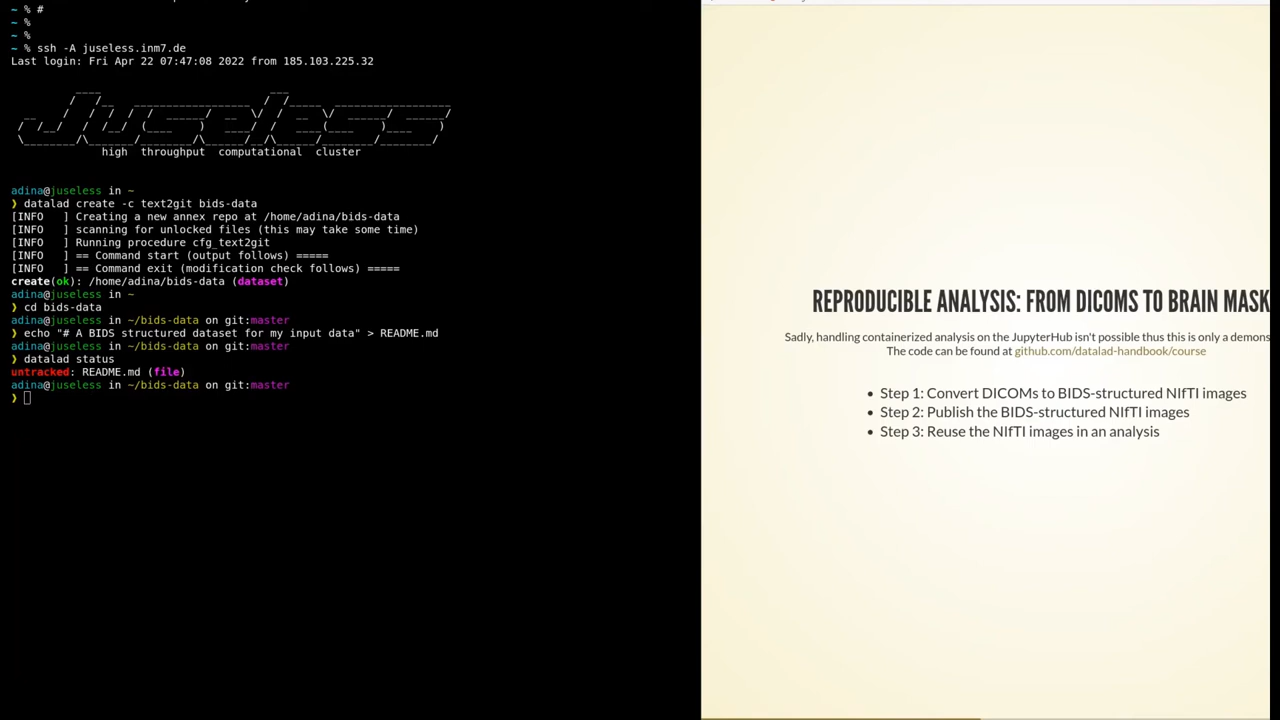 ~ % #
~ %
~ %
~ % ssh -A juseless.inm7.de
Last login: Fri Apr 22 07:47:08 2022 from 185.103.225.32
Juseless
high throughput computational cluster
adina@juseless in ~
❯ datalad create -c text2git bids-data
[INFO   ] Creating a new annex repo at /home/adina/bids-data
[INFO   ] scanning for unlocked files (this may take some time)
[INFO   ] Running procedure cfg_text2git
[INFO   ] == Command start (output follows) =====
[INFO   ] == Command exit (modification check follows) =====
create(ok): /home/adina/bids-data (dataset)
adina@juseless in ~
❯ cd bids-data
adina@juseless in ~/bids-data on git:master
❯ echo "# A BIDS structured dataset for my input data" > README.md
adina@juseless in ~/bids-data on git:master
❯ datalad status
untracked: README.md (file)
adina@juseless in ~/bids-data on git:master
❯
REPRODUCIBLE ANALYSIS: FROM DICOMS TO BRAIN MASK
Sadly, handling containerized analysis on the JupyterHub isn't possible thus this is only a demons
The code can be found at github.com/datalad-handbook/course
• Step 1: Convert DICOMs to BIDS-structured NIfTI images
• Step 2: Publish the BIDS-structured NIfTI images
• Step 3: Reuse the NIfTI images in an analysis